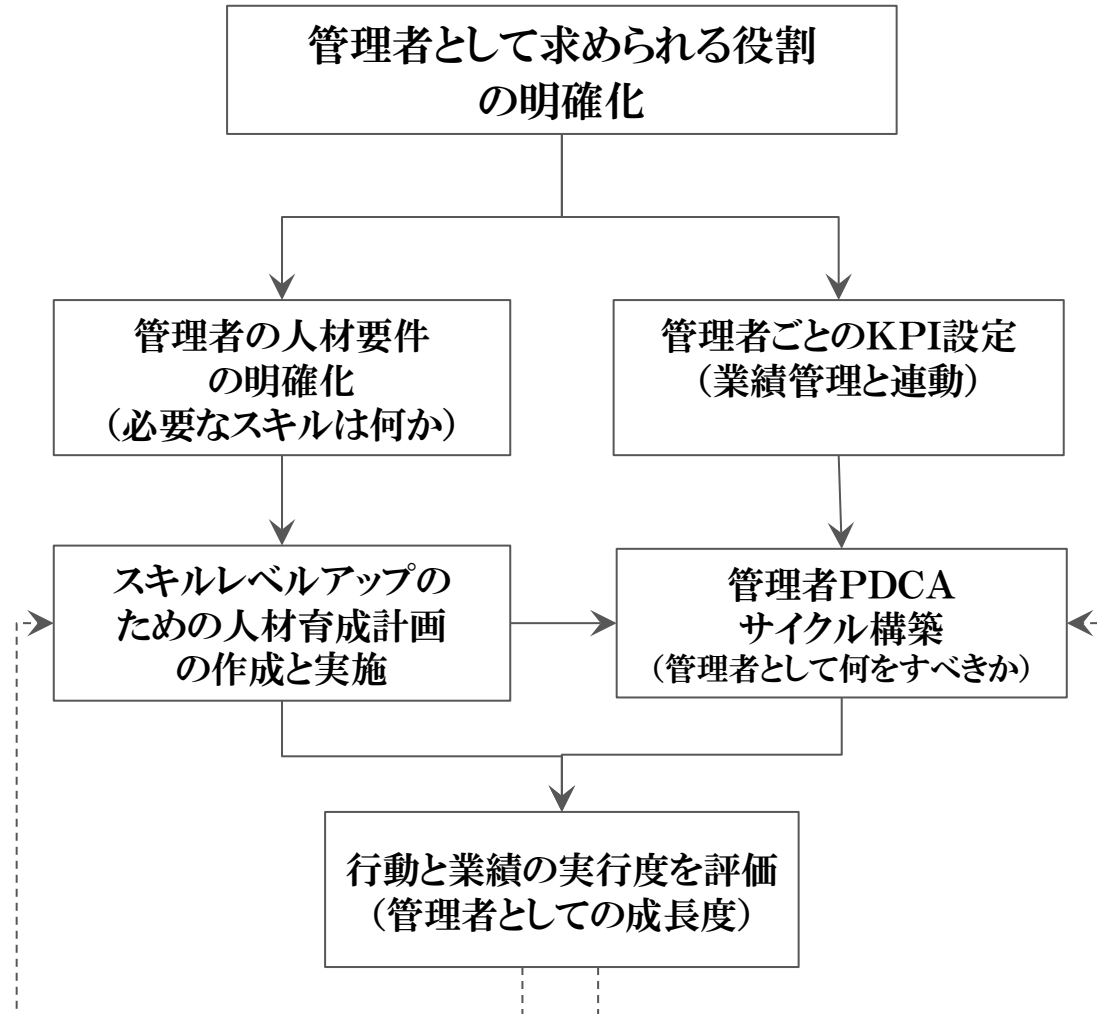 管理者として求められる役割
の明確化
管理者の人材要件
の明確化
（必要なスキルは何か）
管理者ごとのKPI設定
（業績管理と連動）
スキルレベルアップの
ための人材育成計画
の作成と実施
管理者PDCA
サイクル構築
（管理者として何をすべきか）
行動と業績の実行度を評価
（管理者としての成長度）